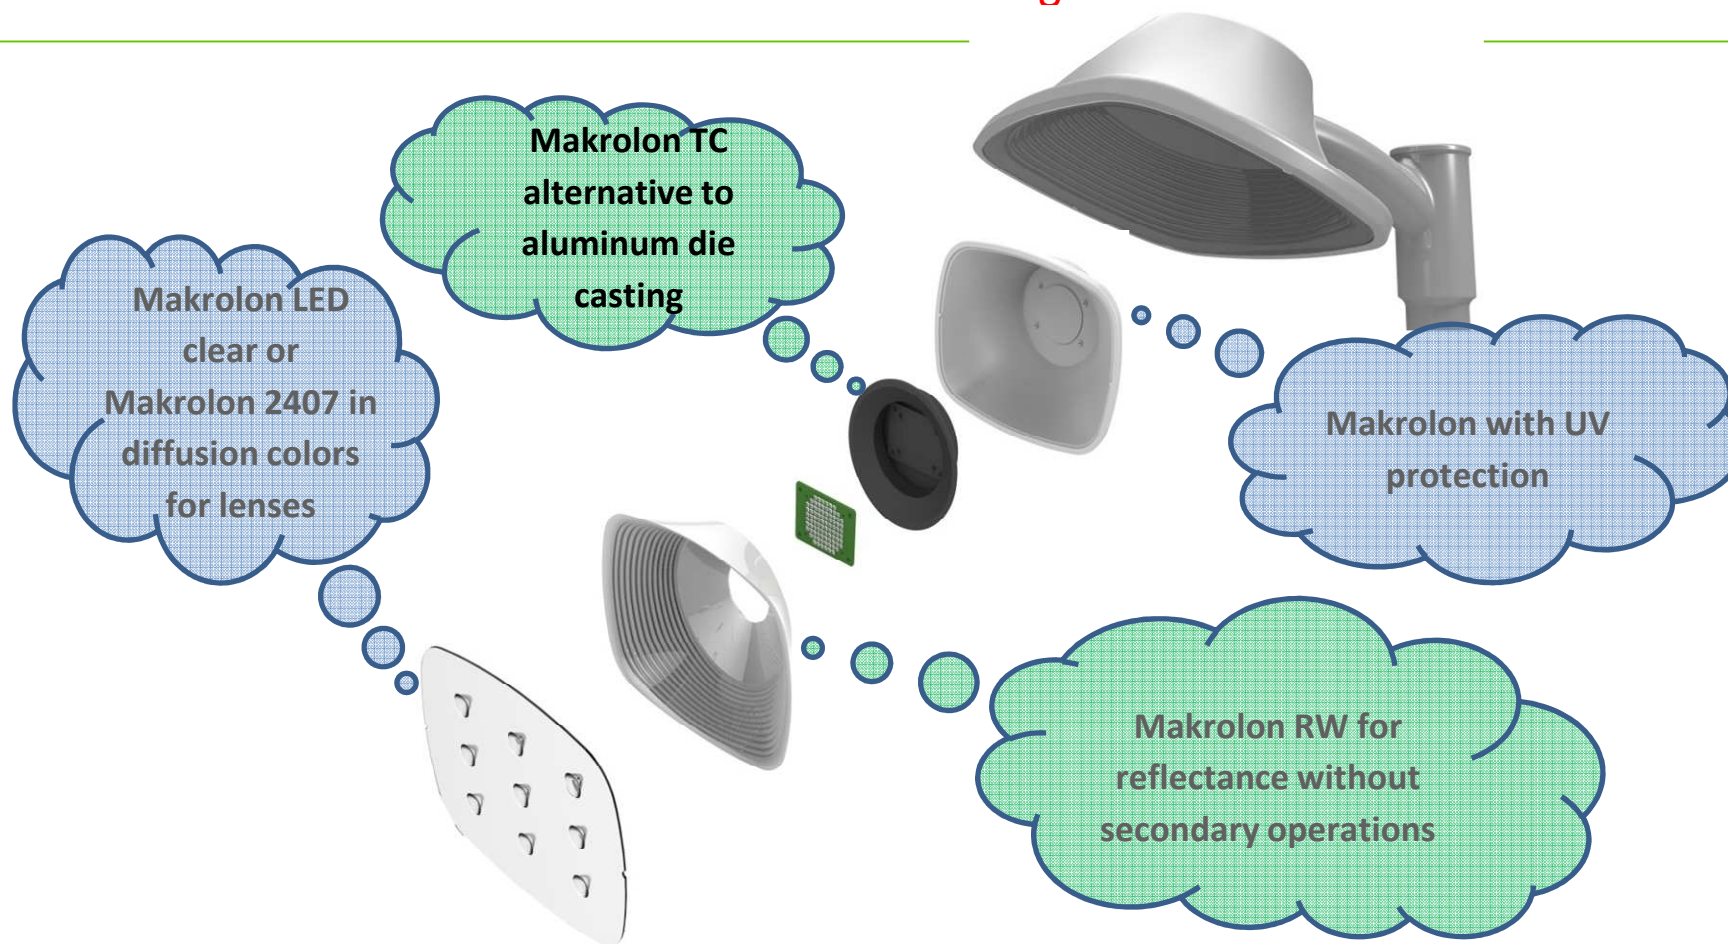 Makrolon TC
alternative to
aluminum die
casting
Makrolon LED
clear or
Makrolon 2407 in
diffusion colors
for lenses
Makrolon with UV
protection
Makrolon RW for
reflectance without
secondary operations